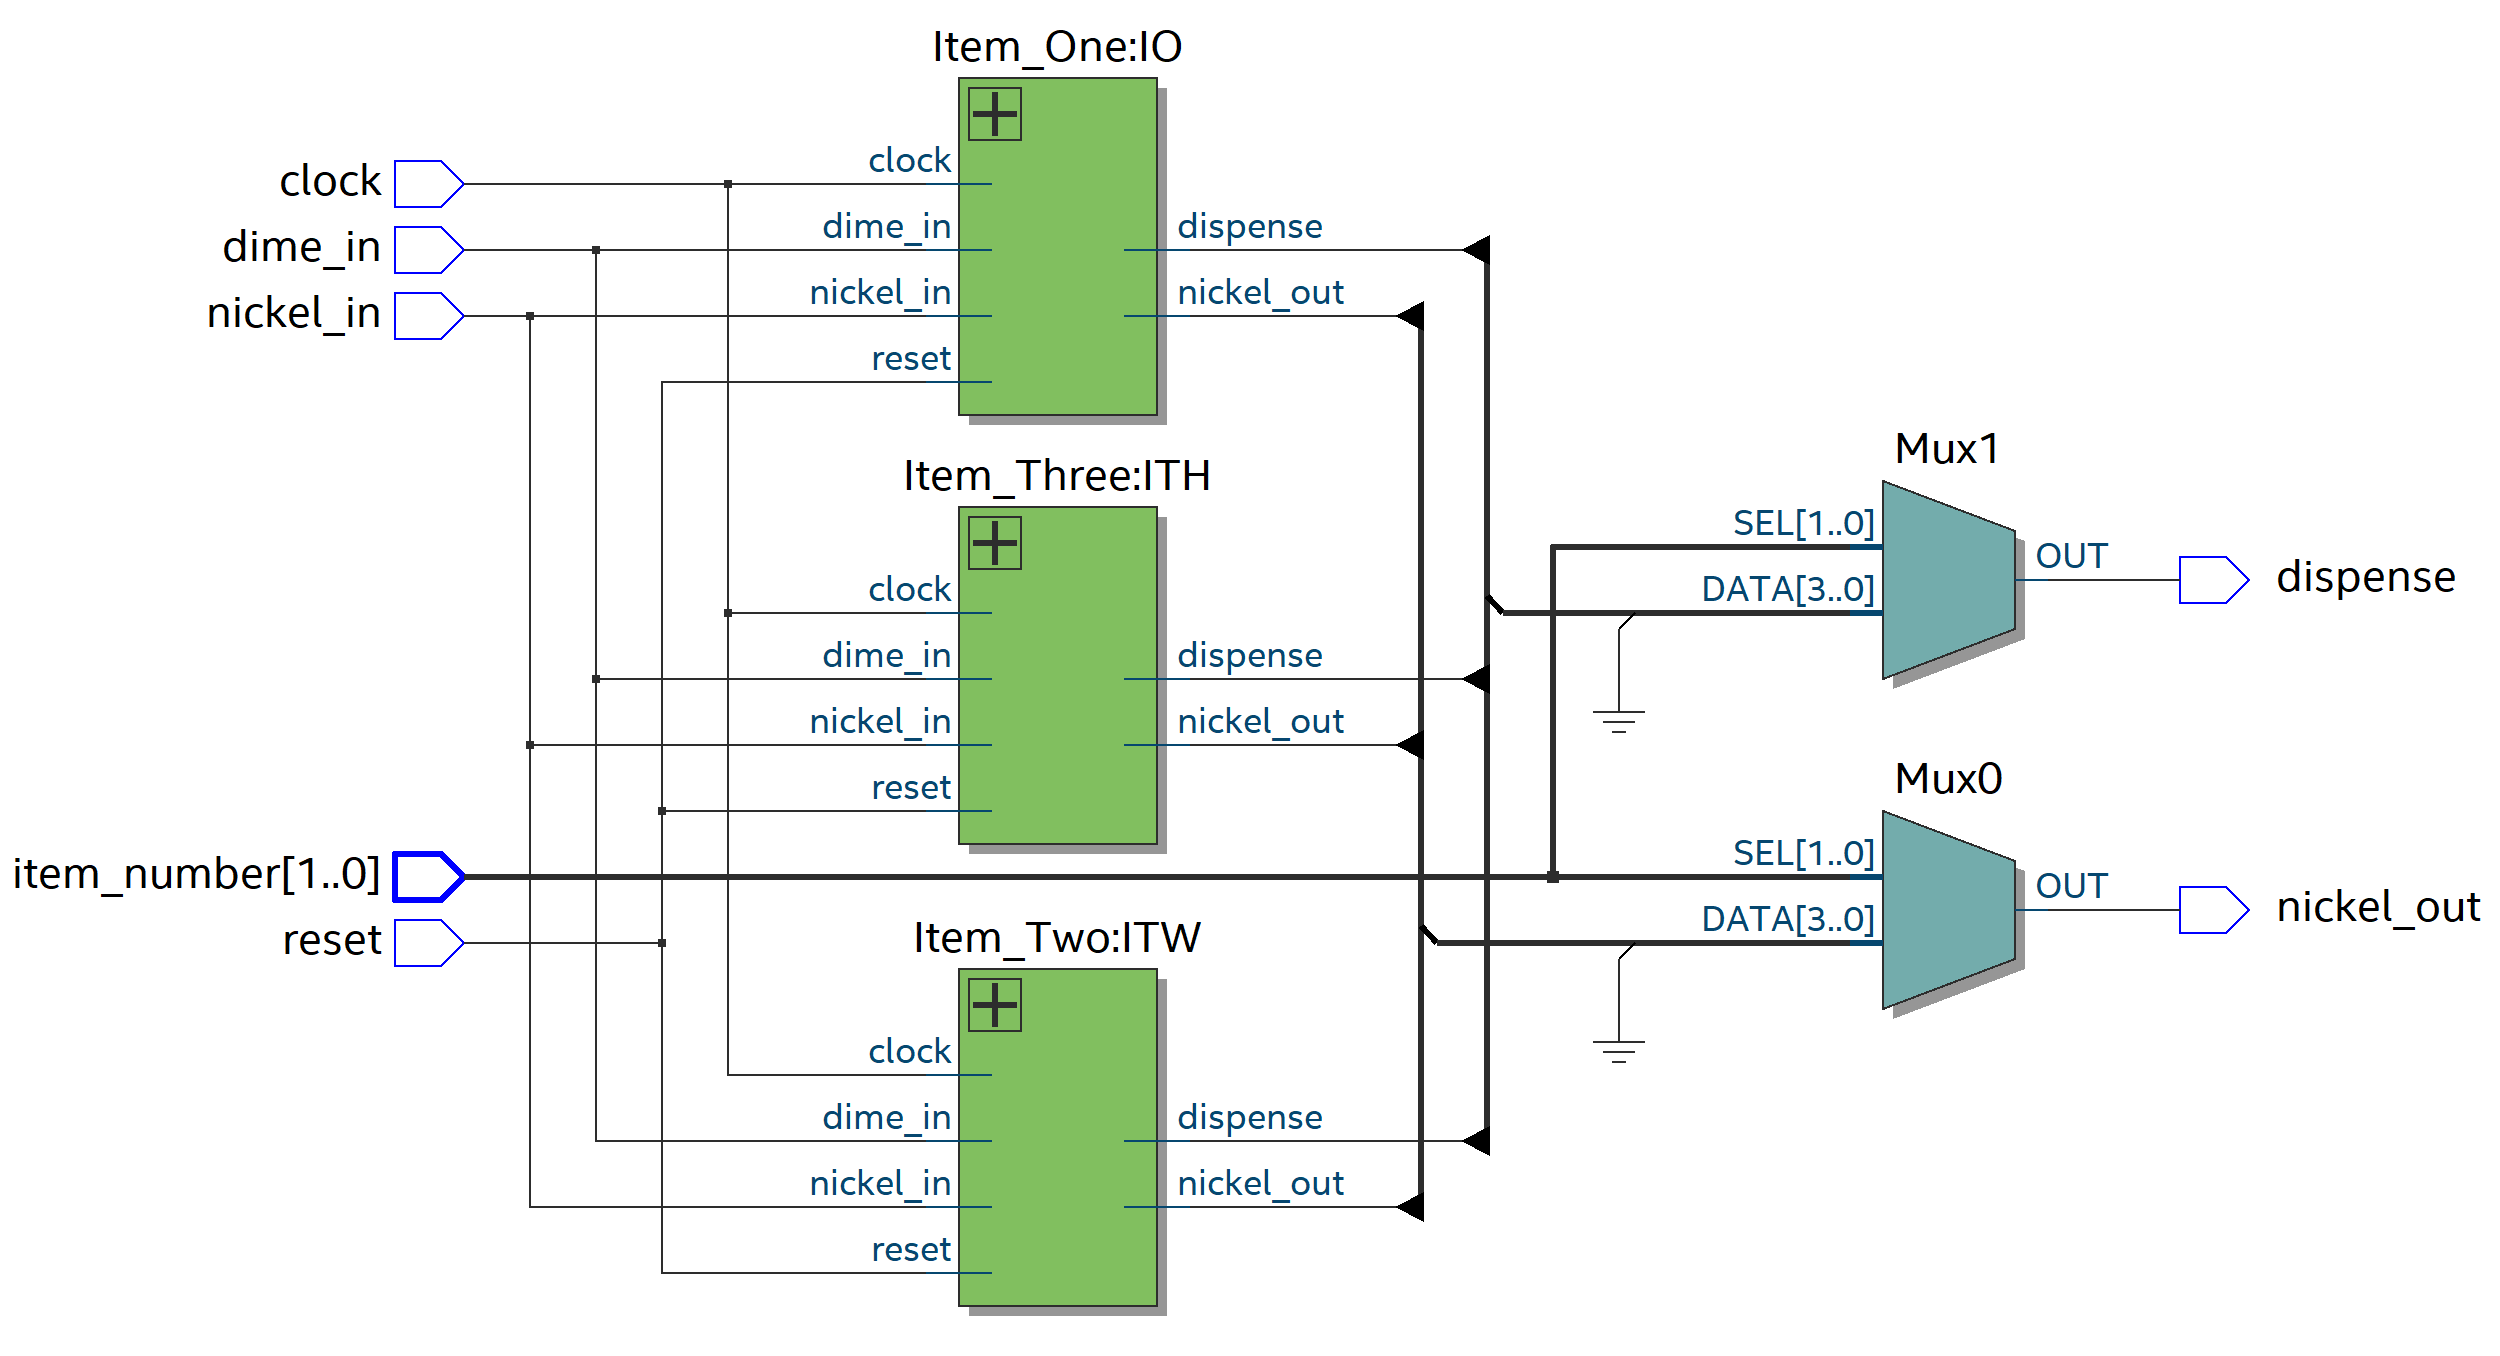 Item_One:IO
clock
dime_in
nickel_in
clock
dime_in
nickel_in
reset
dispense
nickel_out
Item_Three:ITH
clock
dime_in
nickel_in
reset
dispense
nickel_out
Mux1
SEL[1..0]
DATA[3..0]
OUT
dispense
item_number[1..0]
reset
Mux0
SEL[1..0]
DATA[3..0]
OUT
nickel_out
Item_Two:ITW
clock
dime_in
nickel_in
reset
dispense
nickel_out